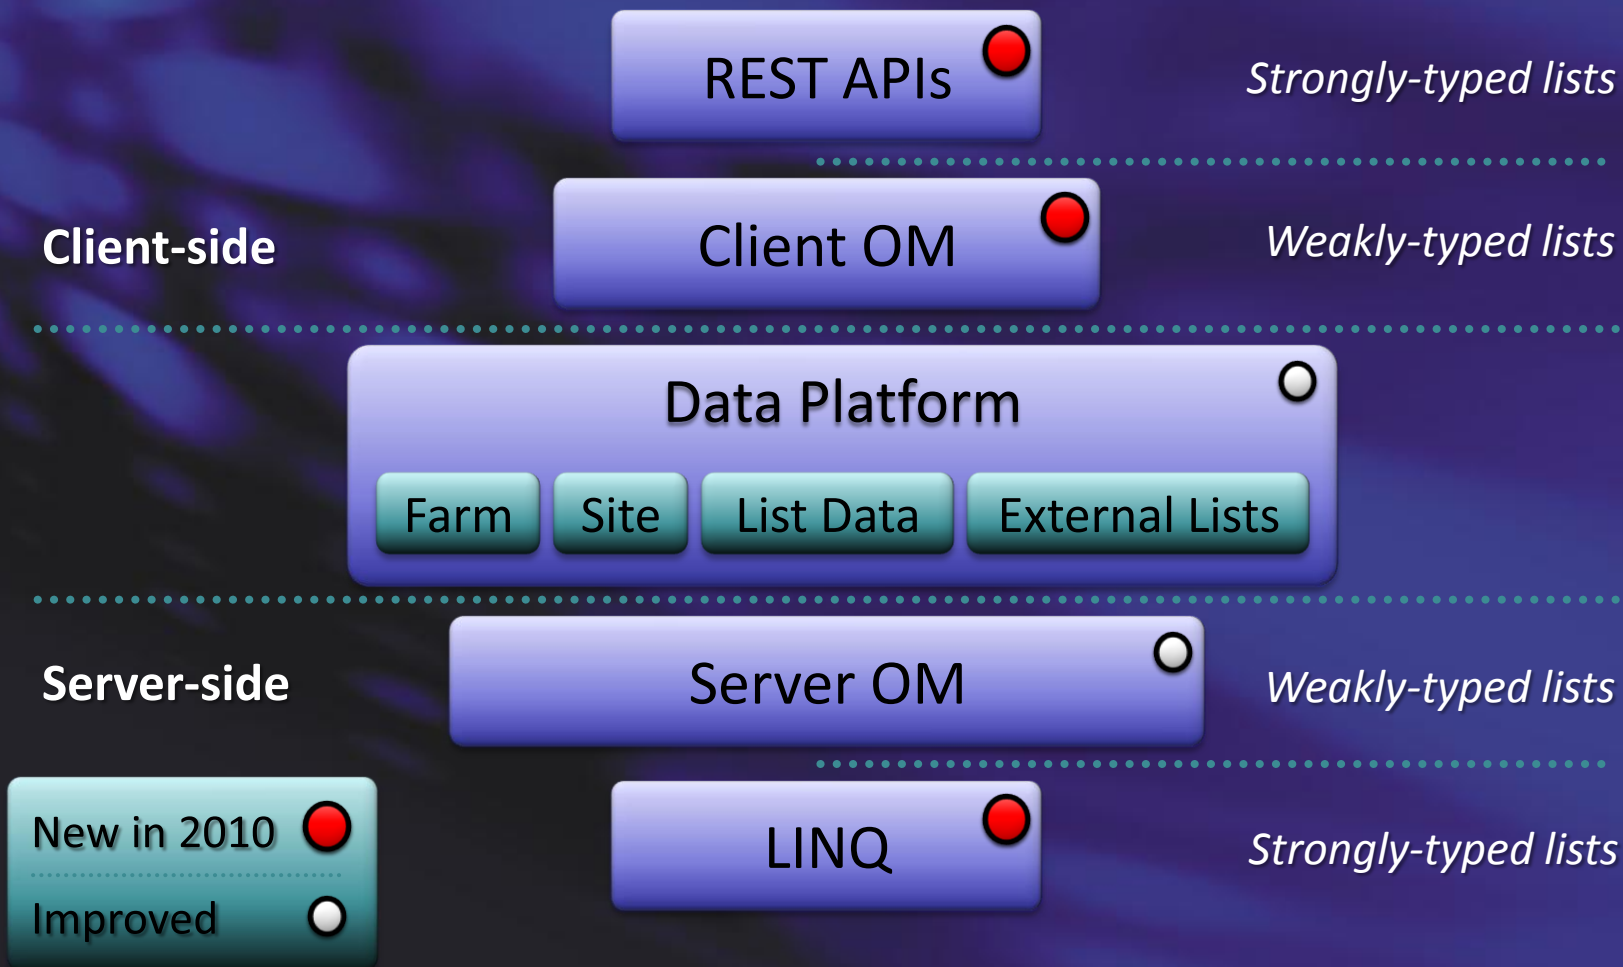 REST APIs
Strongly-typed lists
Client-side
Client OM
Weakly-typed lists
Data Platform
Farm
Site
List Data
External Lists
Server-side
Server OM
Weakly-typed lists
New in 2010
Improved
LINQ
Strongly-typed lists